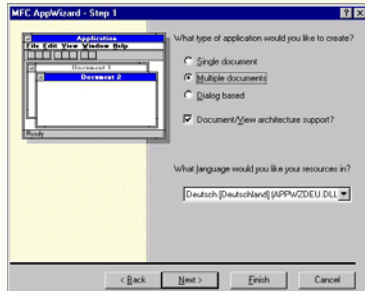 MFC AppWizard - Step 1
Application
File Edit View Window Help
Document 1
Document 2
Ready
What type of application would you like to create?
Single document
Multiple documents
Dialog based
Document/View architecture support?
What language would you like your resources in?
Deutsch [Deutschland] (APPWZDEU.DLL
< Back
Next >
Finish
Cancel